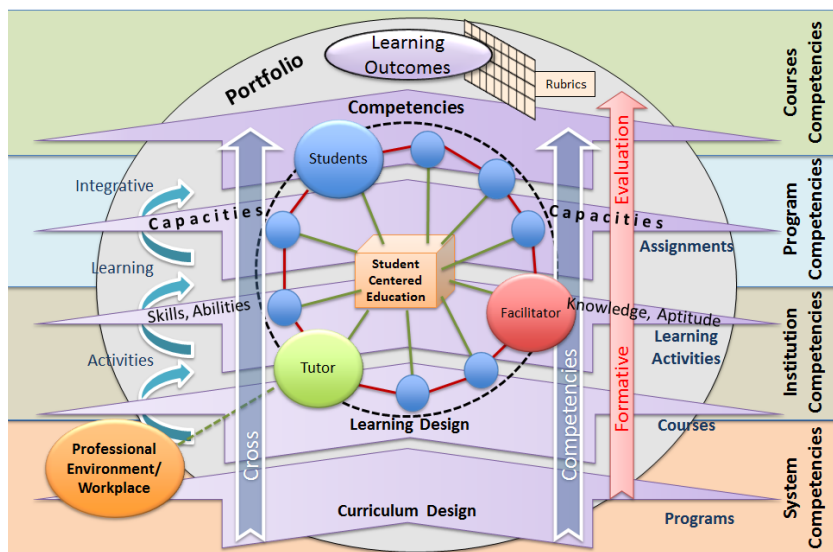 Learning
Outcomes
Rubrics
Portfolio
Competencies
Courses
Competencies
Students
Evaluation
Integrative
Capacities
Capacities
Program
Competencies
Assignments
Learning
Student
Centered
Education
Skills, Abilities
Facilitator
Knowledge, Aptitude
Institution
Competencies
Activities
Tutor
Learning
Activities
Formative
Learning Design
Courses
Cross
Competencies
Professional
Environment/
Workplace
System
Competencies
Curriculum Design
Programs